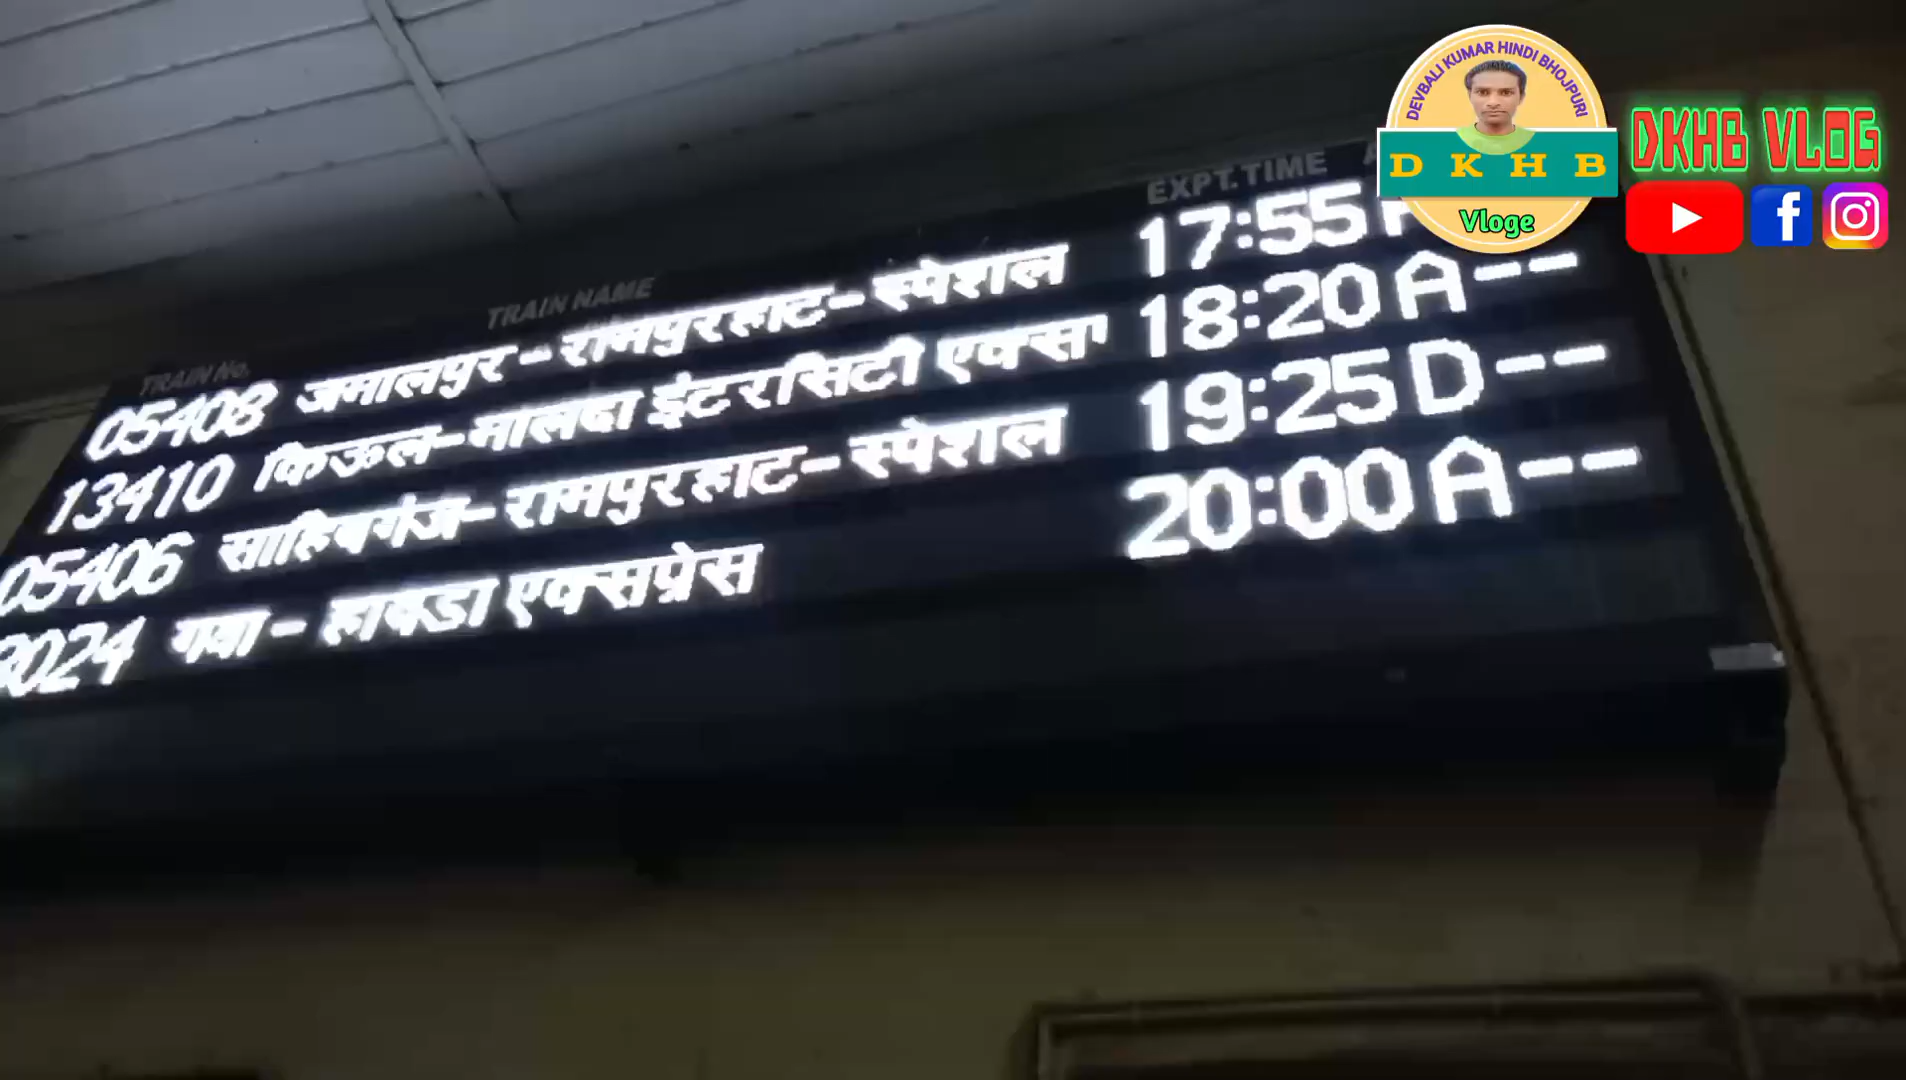 DEVBALI KUMAR HINDI BHOJPURI
D K H B
Vloge
DKHB VLOG
TRAIN No. TRAIN NAME EXPT. TIME
05408 जमालपुर-रामपुरहाट-स्पेशल 17:55
13410 किऊल-मालदा इंटरसिटी एक्स 18:20 A--
05406 साहिबगंज-रामपुरहाट-स्पेशल 19:25 D--
3024 गया-हावडा एक्सप्रेस 20:00 A--